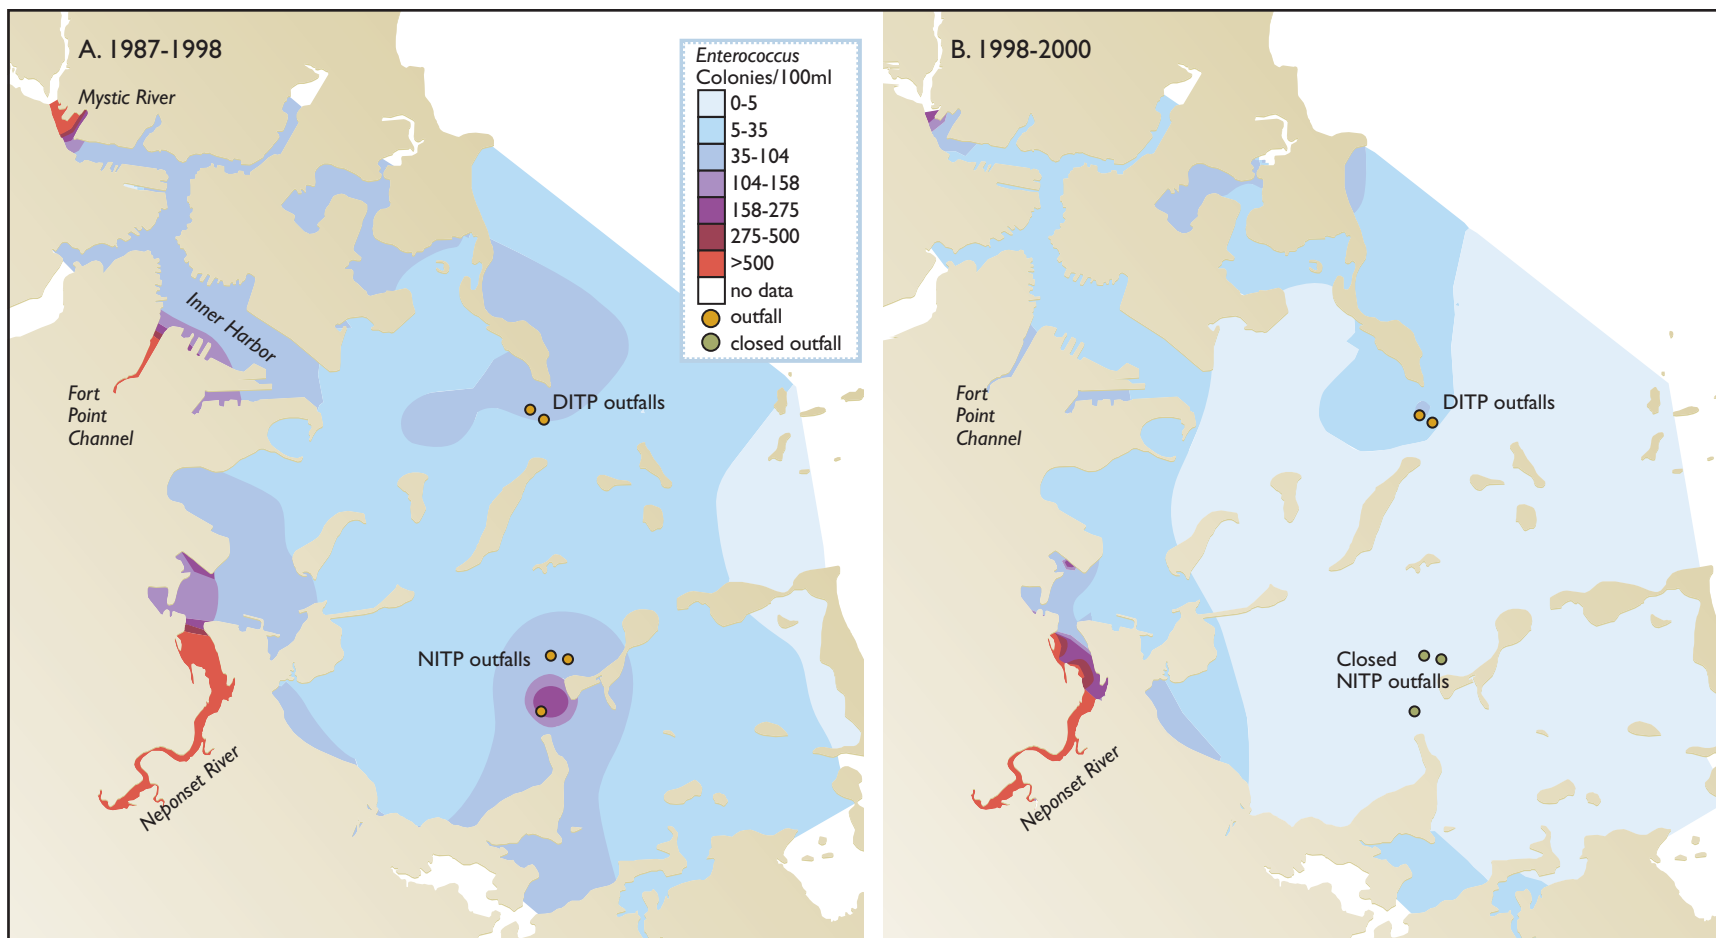 A. 1987-1998
Mystic River
Enterococcus
Colonies/100ml
0-5
5-35
35-104
104-158
158-275
275-500
>500
no data
outfall
closed outfall
Inner Harbor
Fort
Point
Channel
DITP outfalls
NITP outfalls
Neponset River
B. 1998-2000
Fort
Point
Channel
DITP outfalls
Closed
NITP outfalls
Neponset River